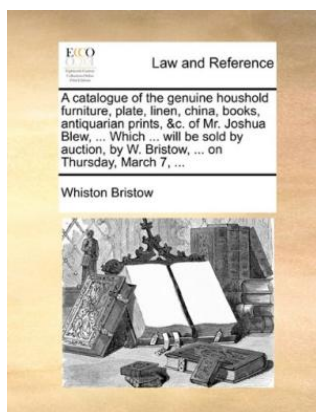 ECCO
Law and Reference
A catalogue of the genuine houshold
furniture, plate, linen, china, books,
antiquarian prints, &c. of Mr. Joshua
Blew, ... Which ... will be sold by
auction, by W. Bristow, ... on
Thursday, March 7, ...
Whiston Bristow